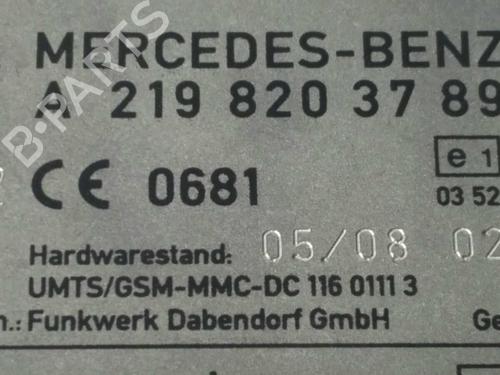 MERCEDES-BENZ
A 219 820 37 89
CE 0681
e 1
03 52
Hardwarestand: 05/08 02
UMTS/GSM-MMC-DC 116 0111 3
n.: Funkwerk Dabendorf GmbH Ge
B-PARTS